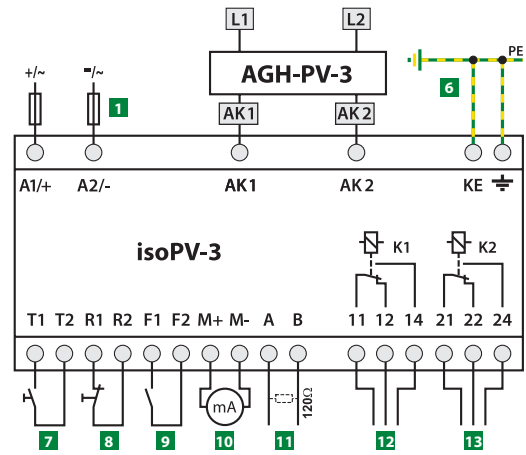 L1 L2
AGH-PV-3
PE
+/~ -/~
1 6
AK1 AK2
A1/+ A2/- AK1 AK2 KE
isoPV-3
K1 K2
T1 T2 R1 R2 F1 F2 M+ M- A B 11 12 14 21 22 24
mA
120Ω
7 8 9 10 11 12 13